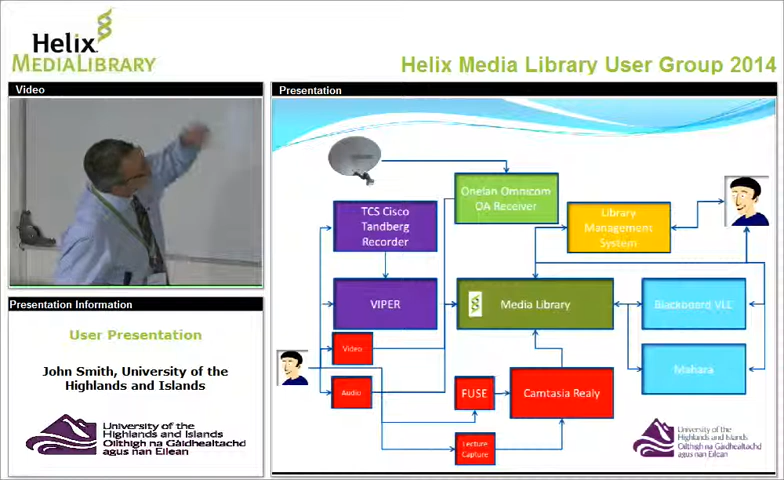 Helix
MEDIALIBRARY
Helix Media Library User Group 2014
Video
Presentation
Presentation Information
User Presentation
John Smith, University of the
Highlands and Islands
University of the
Highlands and Islands
Oilthigh na Gàidhealtachd
agus nan Eilean
Onelan Omnicom
OA Receiver
TCS Cisco
Tandberg
Recorder
Library
Management
System
VIPER
Media Library
Blackboard VLE
Video
Mahara
Audio
FUSE
Camtasia Realy
Lecture
Capture
University of the
Highlands and Islands
Oilthigh na Gàidhealtachd
agus nan Eilean